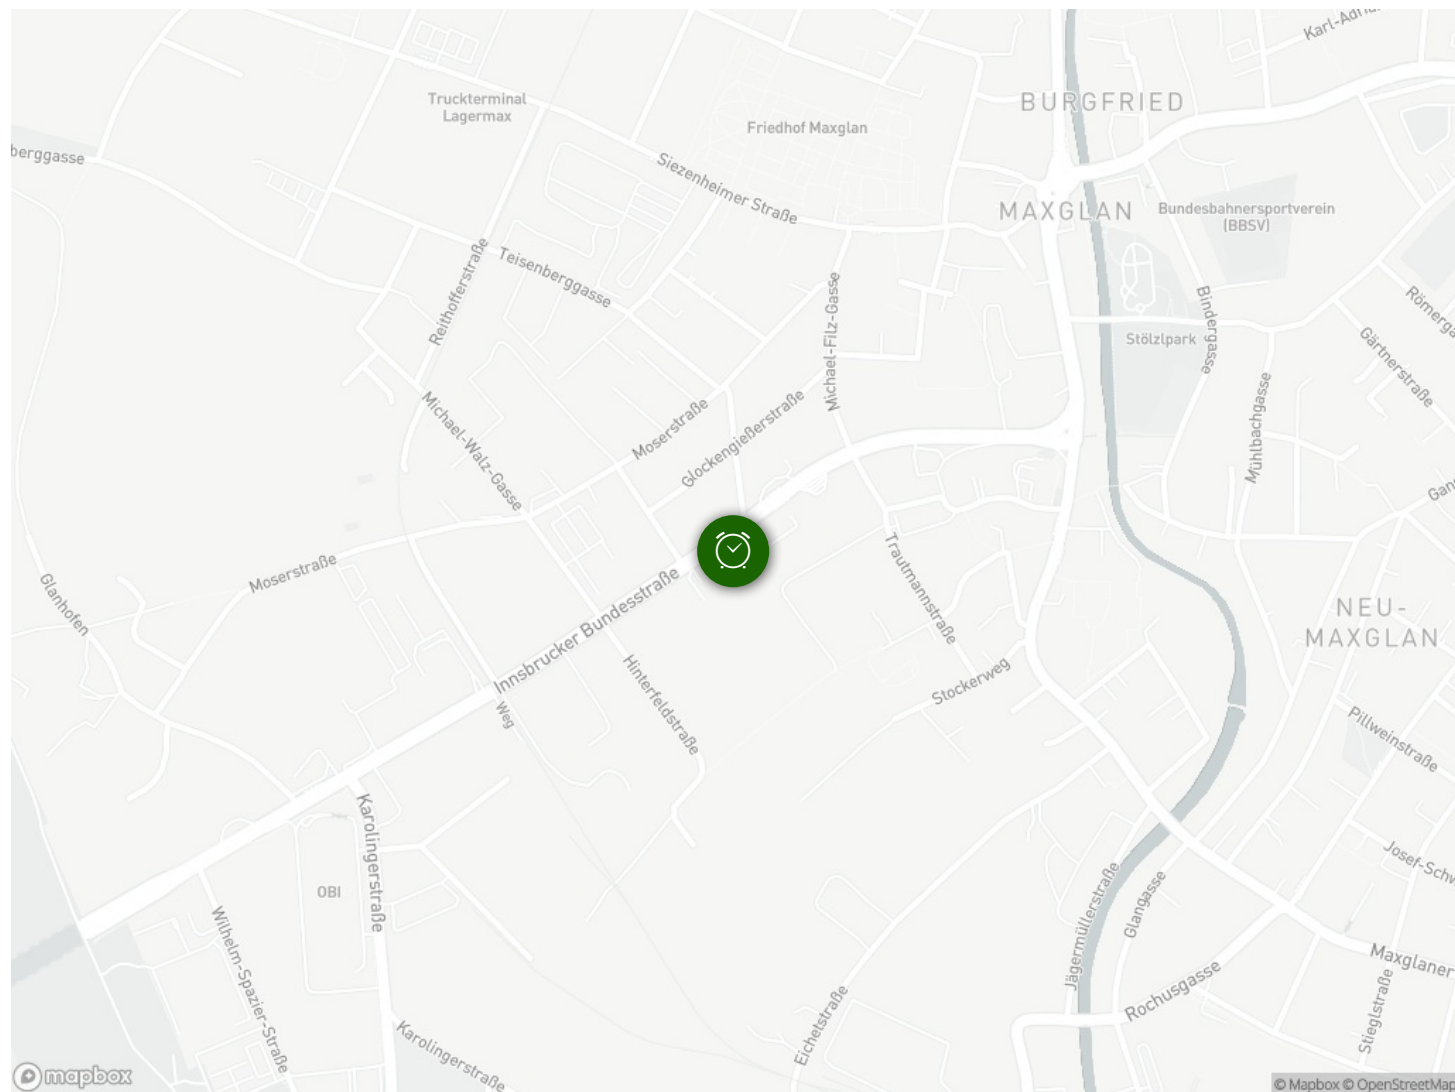 Karl-Adri
BURGFRIED
Truckterminal
Lagermax
Friedhof Maxglan
berggasse
Siezenheimer Straße
MAXGLAN
Bundesbahnersportverein
(BBSV)
Reithofferstraße
Teisenberggasse
Michael-Filz-Gasse
Bindergasse
Römerga
Stölzlpark
Gärtnerstraße
Michael-Walz-Gasse
Moserstraße
Glockengießerstraße
Mühlbachgasse
Gan
Moserstraße
Glanhofen
Trautmannstraße
Innsbrucker Bundesstraße
NEU-
MAXGLAN
Hinterfeldstraße
Stockerweg
Weg
Pillweinstraße
Karolingerstraße
OBI
Josef-Schw
Wilhelm-Spazier-Straße
Jägermüllerstraße
Glangasse
Maxglaner
Rochusgasse
Stieglstraße
Eichetstraße
Karolingerstraße
mapbox
© Mapbox © OpenStreetMap